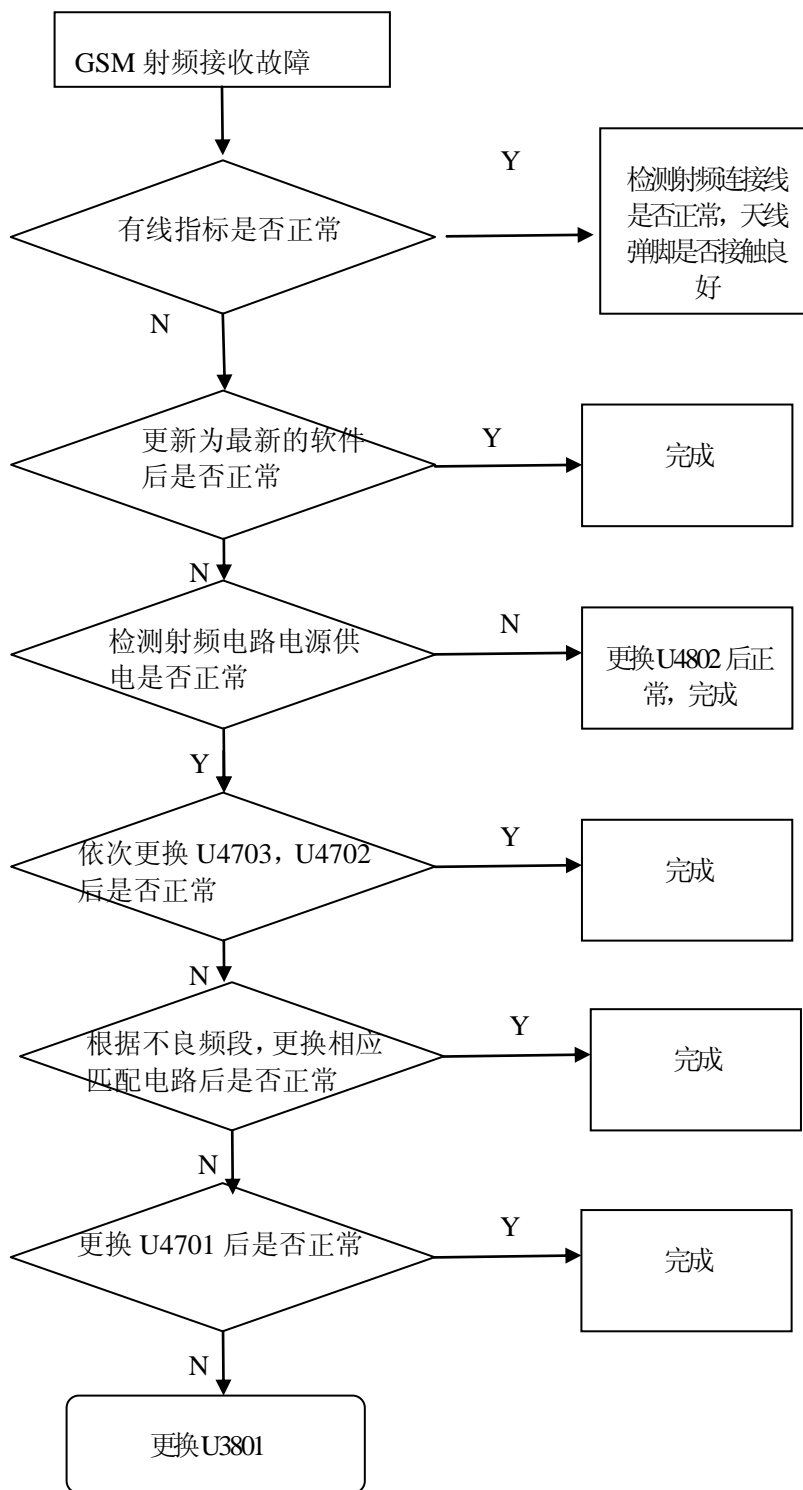 GSM 射频接收故障
有线指标是否正常
Y
检测射频连接线
是否正常，天线
弹脚是否接触良
好
N
更新为最新的软件
后是否正常
Y
完成
N
检测射频电路电源供
电是否正常
N
更换U4802 后正
常，完成
Y
依次更换 U4703，U4702
后是否正常
Y
完成
N
根据不良频段，更换相应
匹配电路后是否正常
Y
完成
N
更换 U4701 后是否正常
Y
完成
N
更换U3801